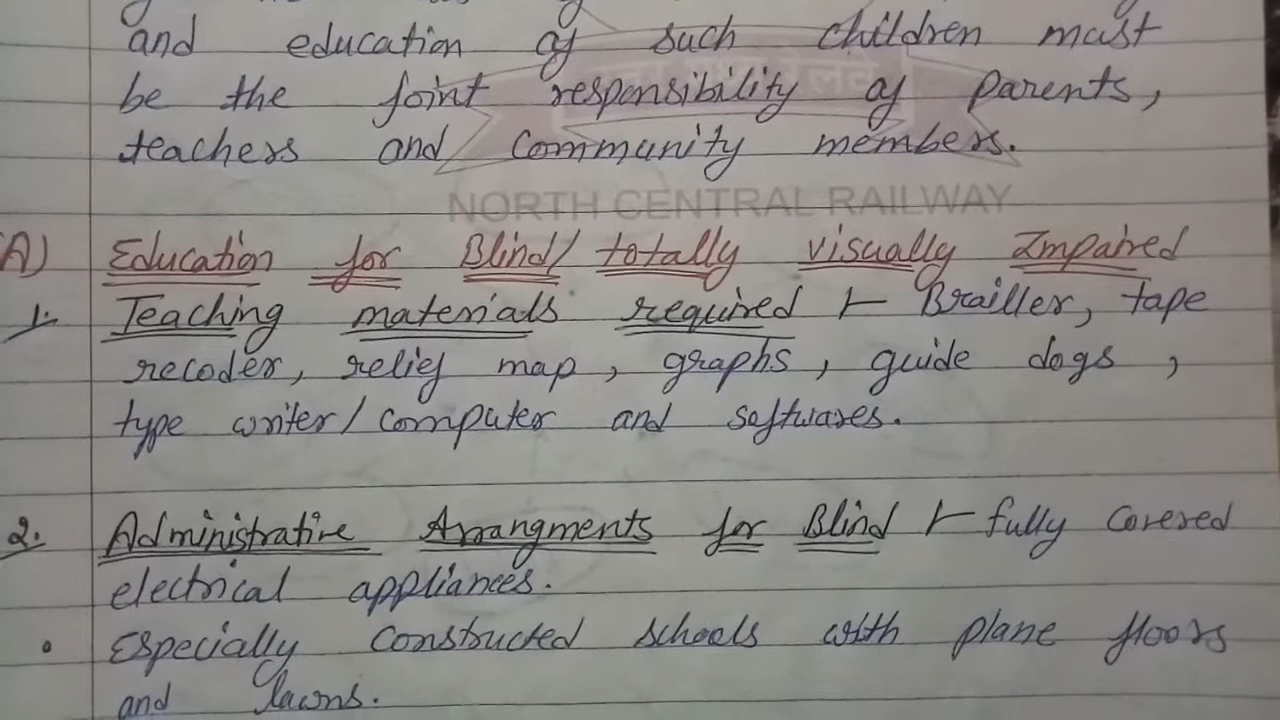 and education of such children must
be the joint responsibility of parents,
teachers and community members.
NORTH CENTRAL RAILWAY
A) Education for Blind/ totally visually Impaired
1. Teaching materials required :- Brailler, tape
recoder, relief map, graphs, guide dogs,
type writer/computer and softwares.
2. Administrative Arrangments for Blind :- fully covered
electrical appliances.
• Especially constructed schools with plane floors
and lawns.